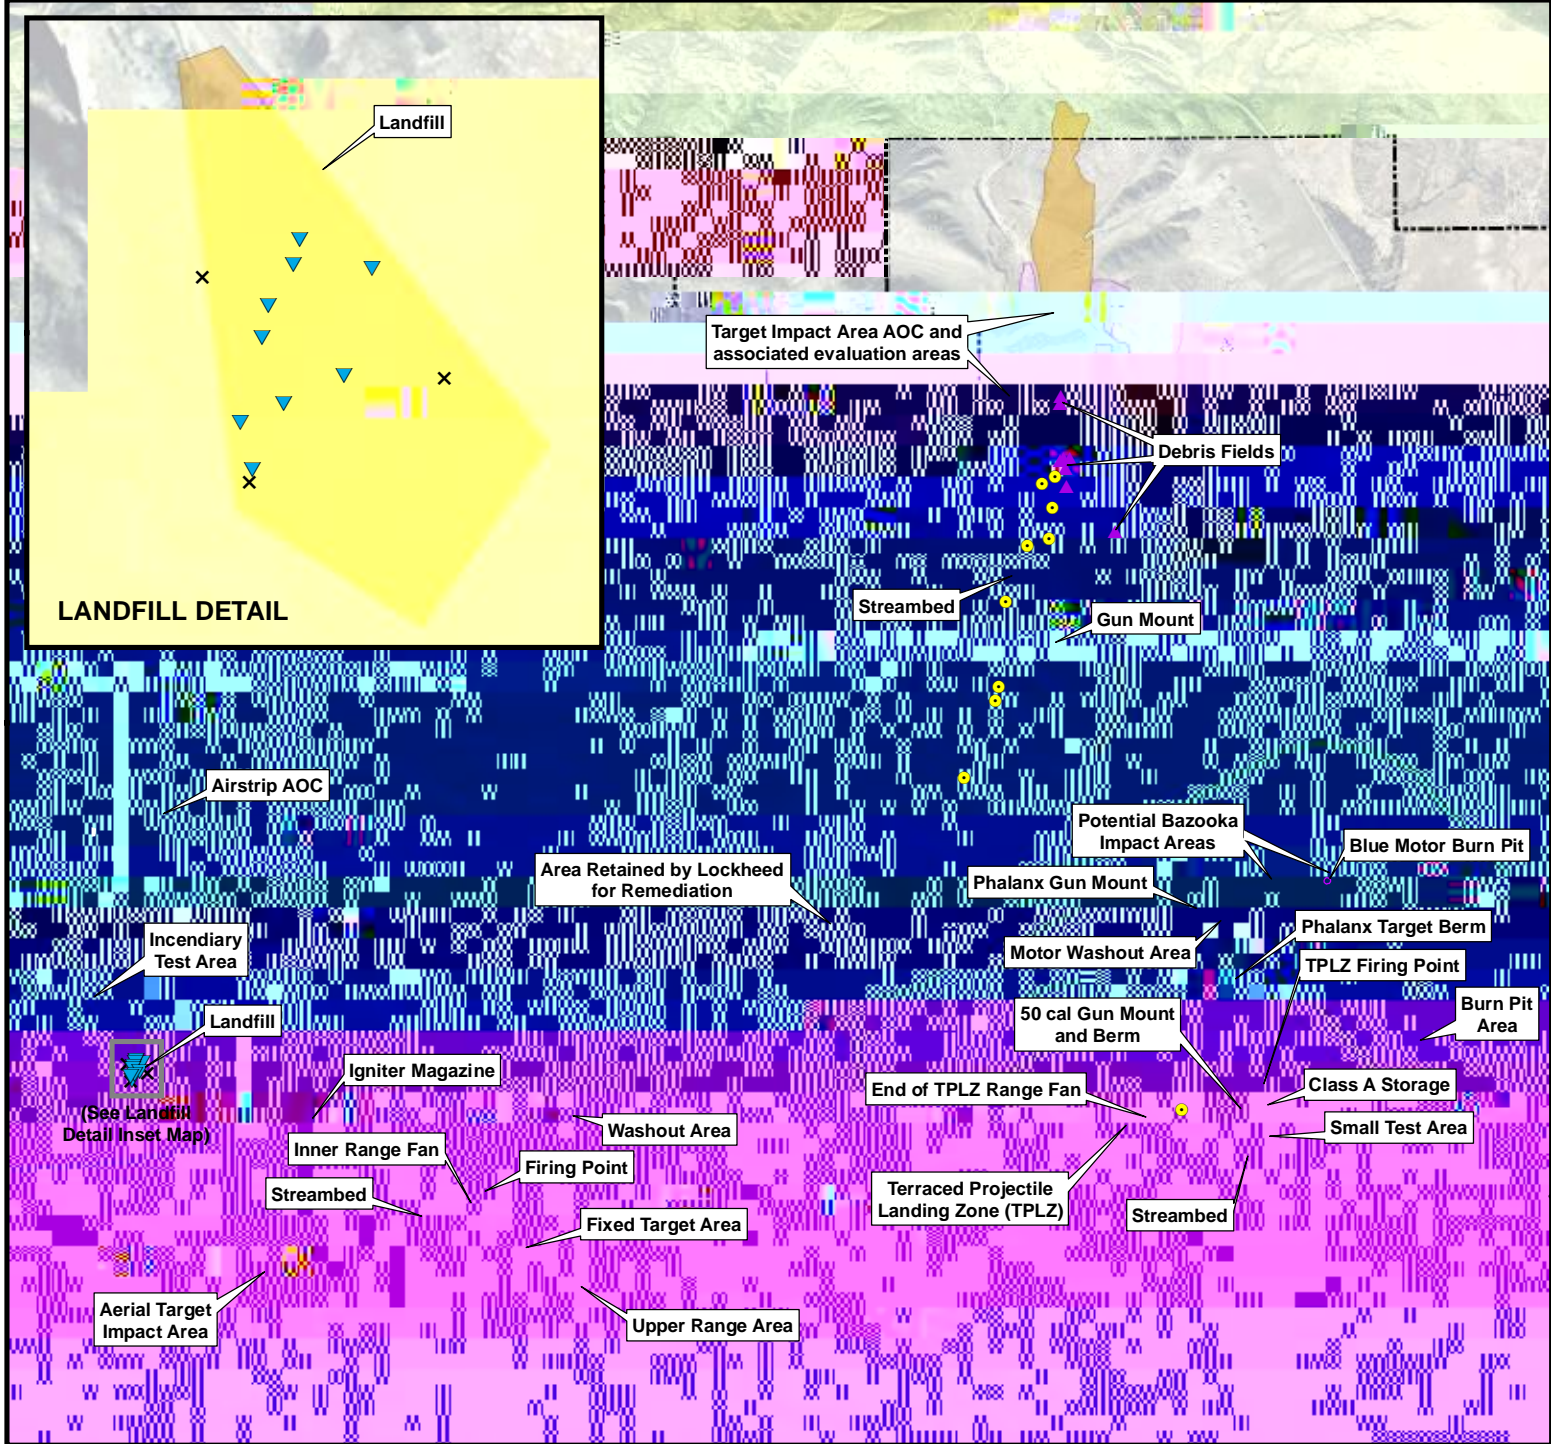 Landfill
LANDFILL DETAIL
Target Impact Area AOC and
associated evaluation areas
Debris Fields
Streambed
Gun Mount
Airstrip AOC
Potential Bazooka
Impact Areas
Blue Motor Burn Pit
Area Retained by Lockheed
for Remediation
Phalanx Gun Mount
Incendiary
Test Area
Phalanx Target Berm
Motor Washout Area
TPLZ Firing Point
Landfill
50 cal Gun Mount
and Berm
Burn Pit
Area
Igniter Magazine
End of TPLZ Range Fan
Class A Storage
(See Landfill
Detail Inset Map)
Washout Area
Small Test Area
Inner Range Fan
Firing Point
Streambed
Terraced Projectile
Landing Zone (TPLZ)
Streambed
Fixed Target Area
Aerial Target
Impact Area
Upper Range Area